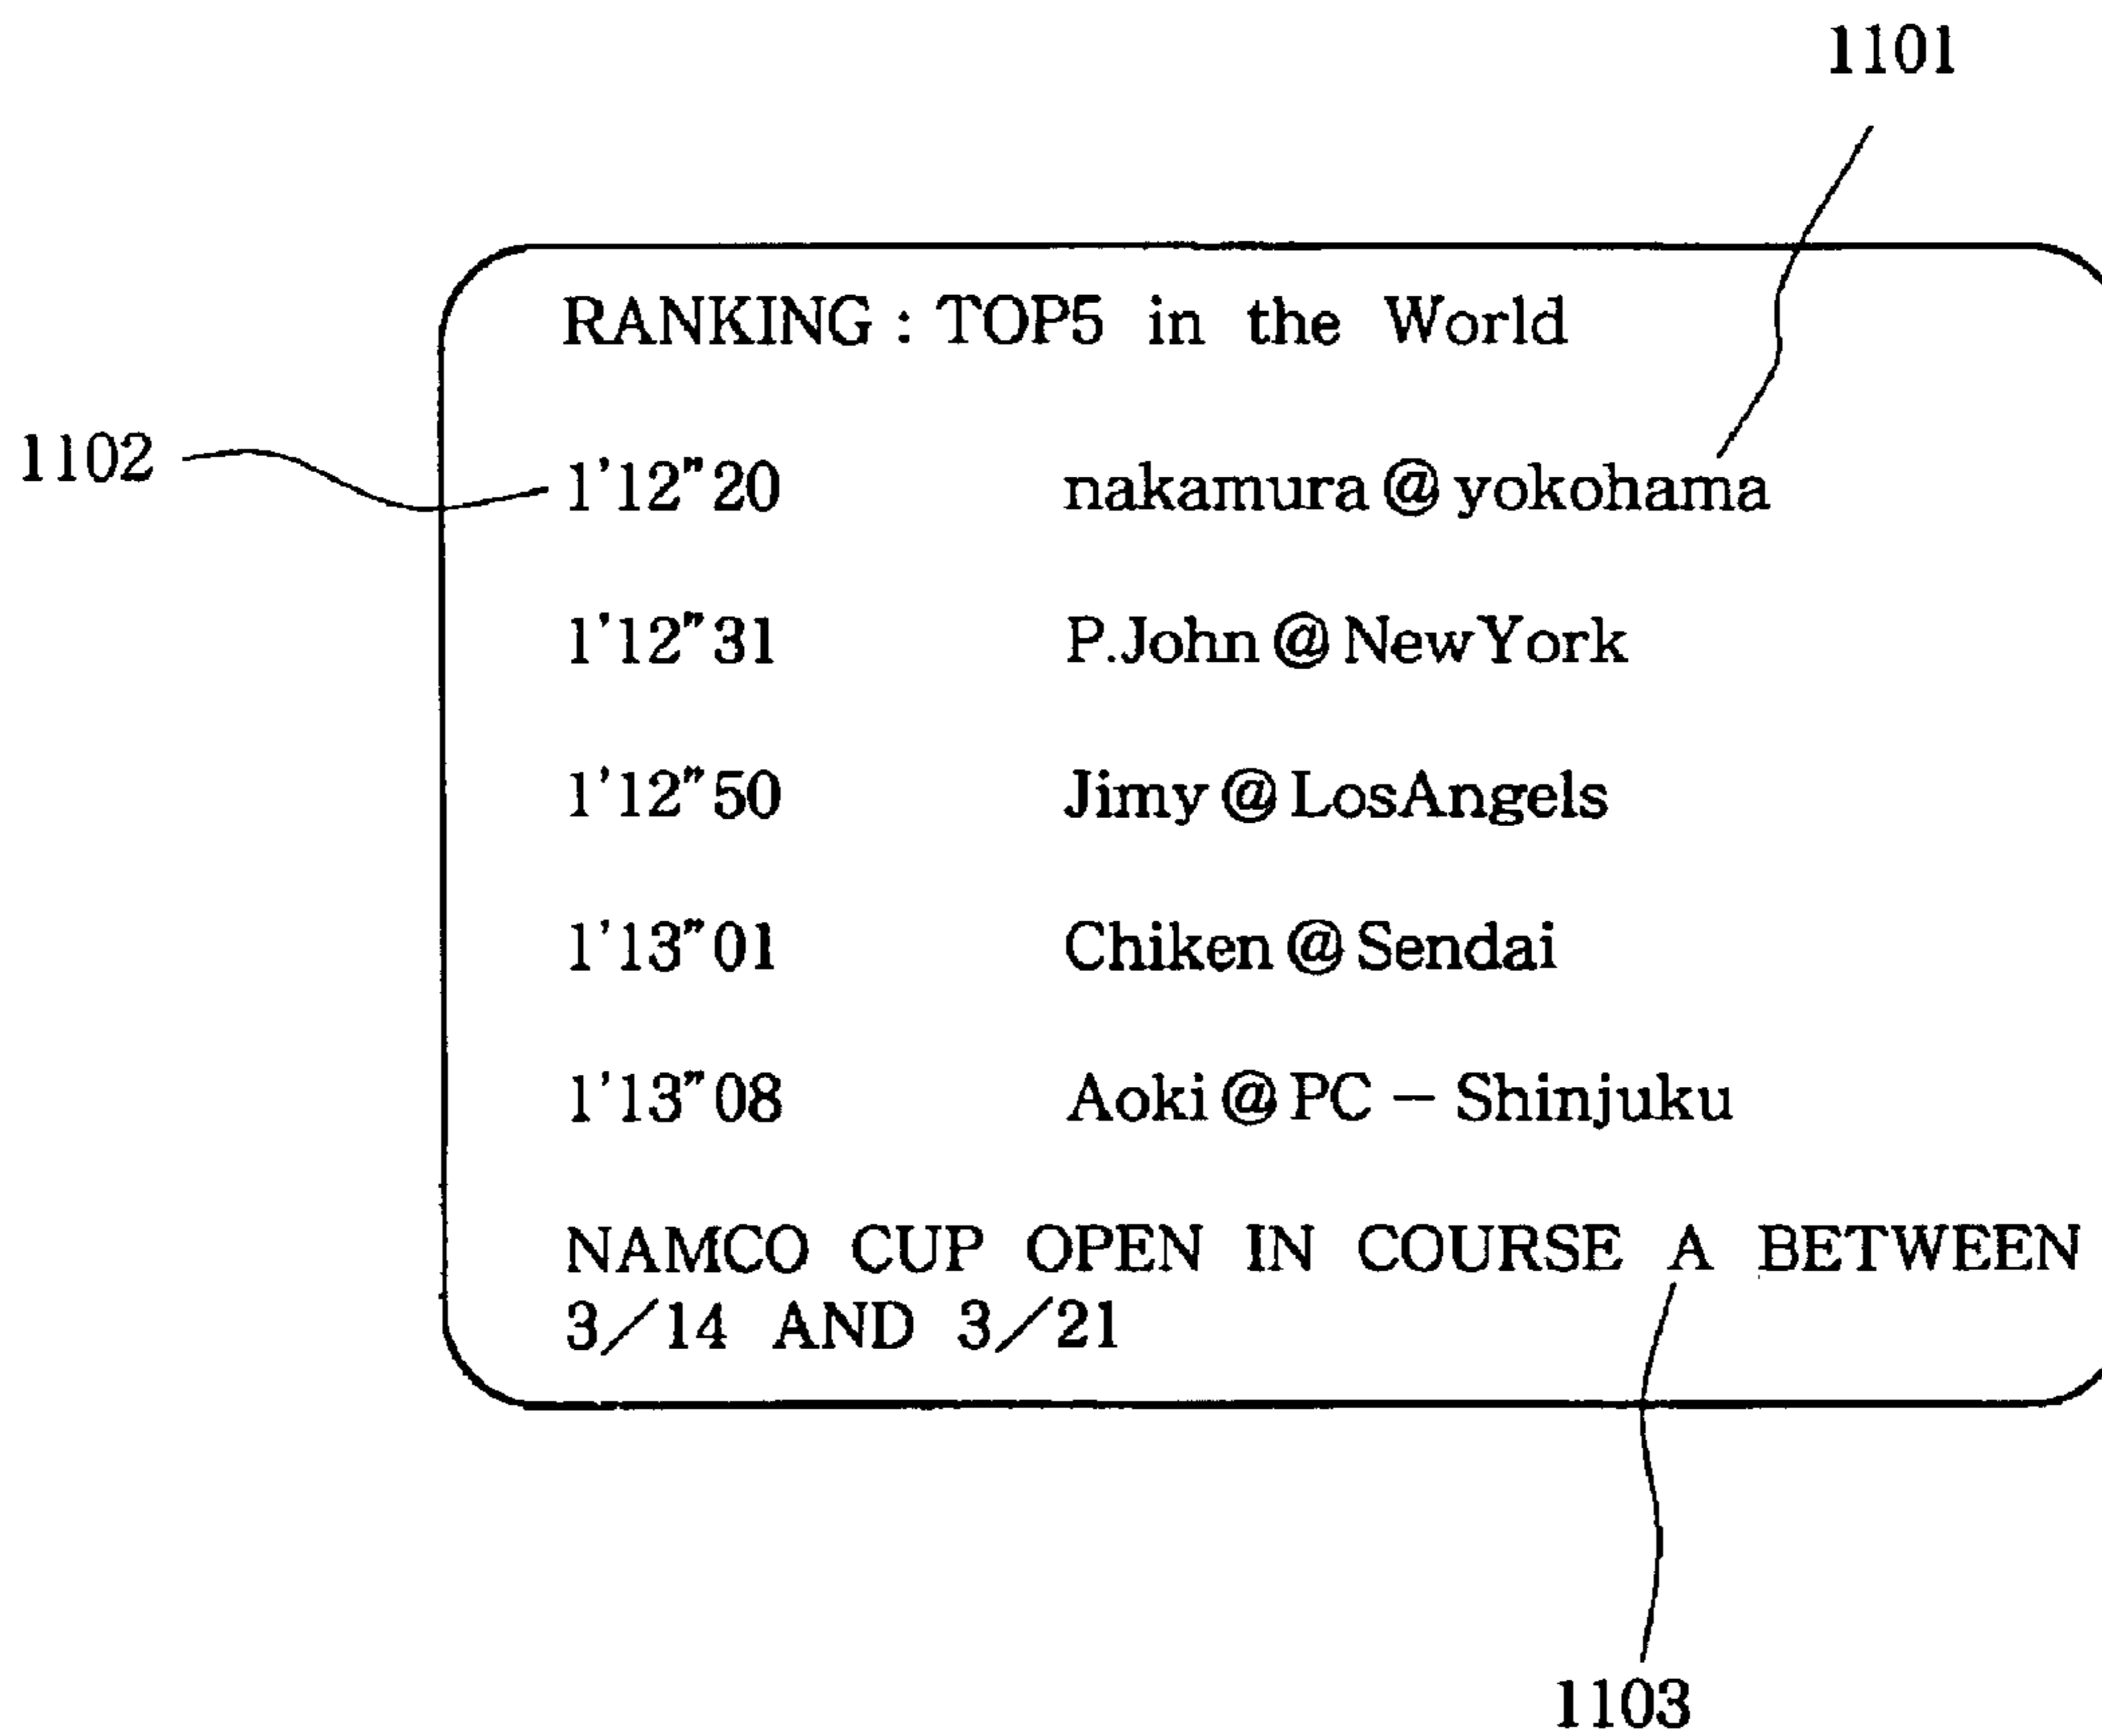 1101
RANKING : TOP5 in the World
1102
1'12"20 nakamura@yokohama
1'12"31 P.John@NewYork
1'12"50 Jimy@LosAngels
1'13"01 Chiken@Sendai
1'13"08 Aoki@PC – Shinjuku
NAMCO CUP OPEN IN COURSE A BETWEEN
3/14 AND 3/21
1103